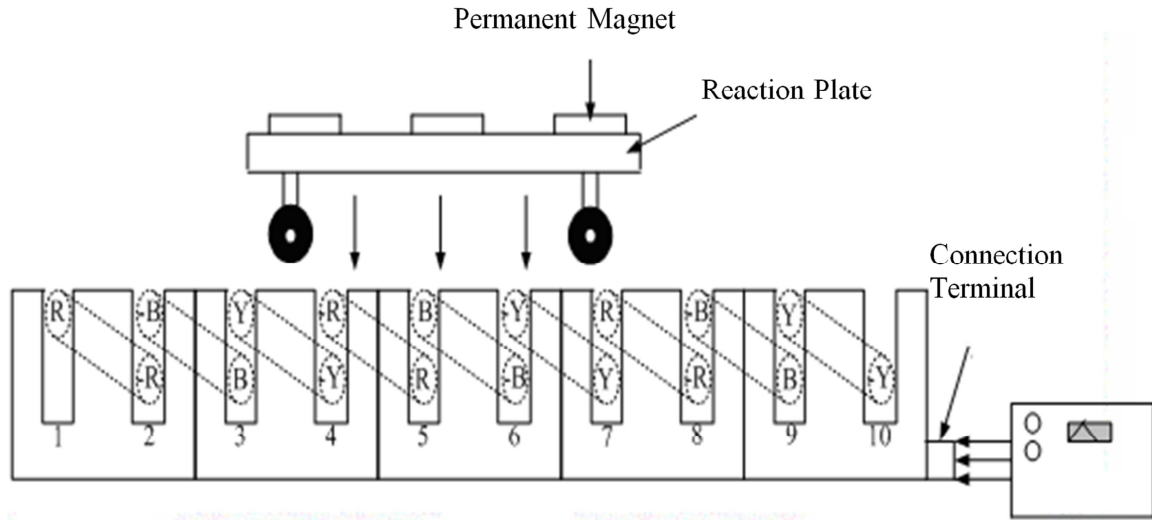 Permanent Magnet
Reaction Plate
Connection
Terminal
R -B Y -R B -Y R -B Y
-R B -Y R -B Y -R B -Y
1 2 3 4 5 6 7 8 9 10